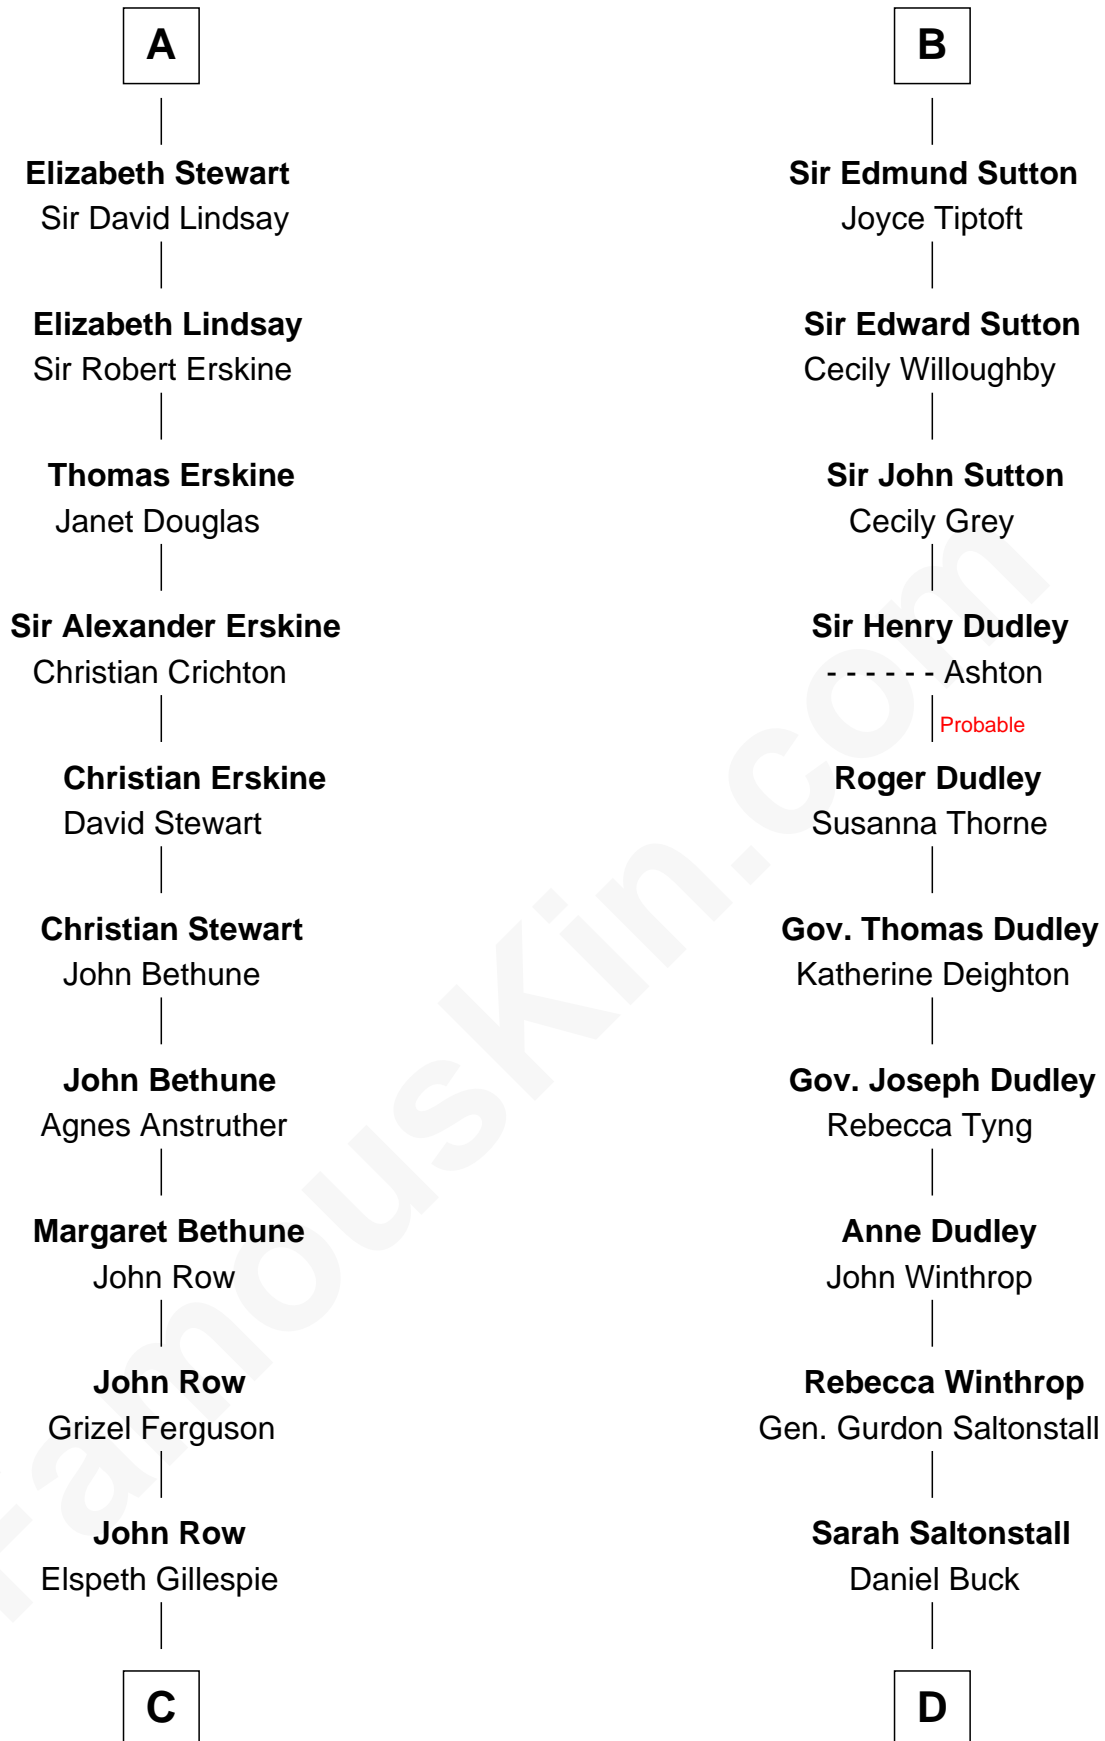 A
Elizabeth Stewart
Sir David Lindsay
Elizabeth Lindsay
Sir Robert Erskine
Thomas Erskine
Janet Douglas
Sir Alexander Erskine
Christian Crichton
Christian Erskine
David Stewart
Christian Stewart
John Bethune
John Bethune
Agnes Anstruther
Margaret Bethune
John Row
John Row
Grizel Ferguson
John Row
Elspeth Gillespie
C
B
Sir Edmund Sutton
Joyce Tiptoft
Sir Edward Sutton
Cecily Willoughby
Sir John Sutton
Cecily Grey
Sir Henry Dudley
- - - - - - Ashton
Probable
Roger Dudley
Susanna Thorne
Gov. Thomas Dudley
Katherine Deighton
Gov. Joseph Dudley
Rebecca Tyng
Anne Dudley
John Winthrop
Rebecca Winthrop
Gen. Gurdon Saltonstall
Sarah Saltonstall
Daniel Buck
D
FamousKin.com